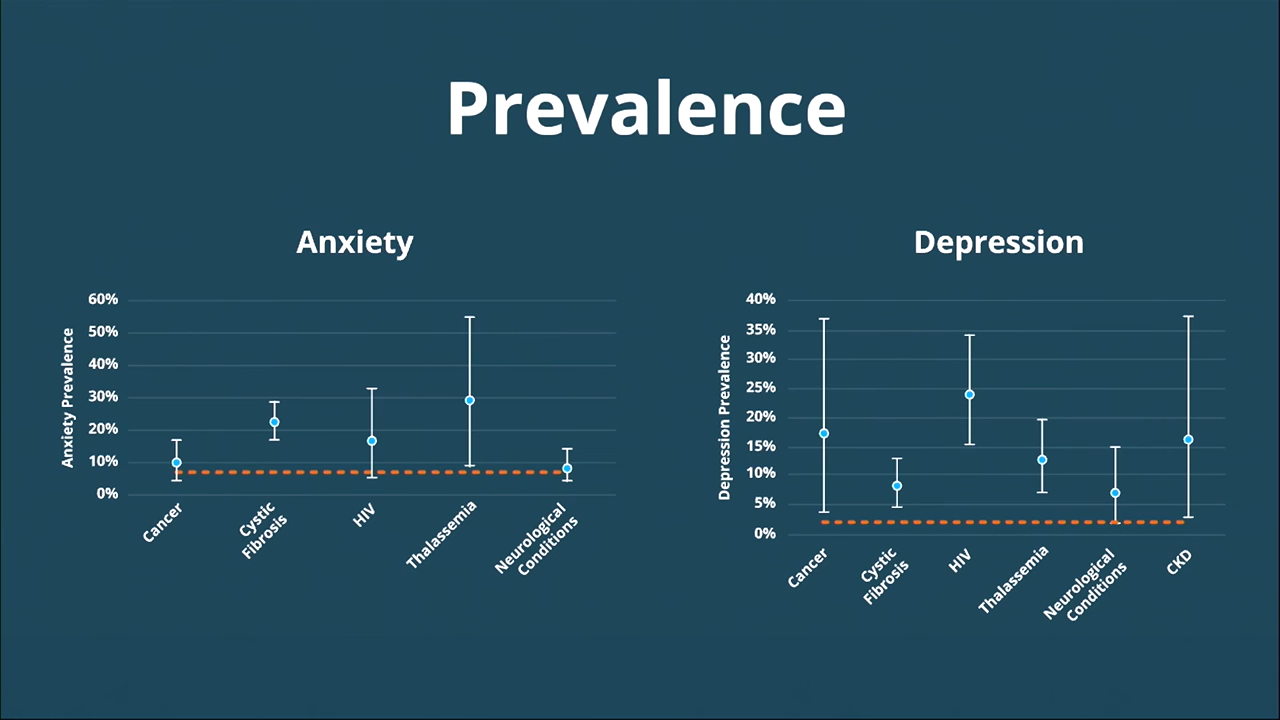 Prevalence
Anxiety
Anxiety Prevalence
60%
50%
40%
30%
20%
10%
0%
Cancer
Cystic
Fibrosis
HIV
Thalassemia
Neurological
Conditions
Depression
Depression Prevalence
40%
35%
30%
25%
20%
15%
10%
5%
0%
Cancer
Cystic
Fibrosis
HIV
Thalassemia
Neurological
Conditions
CKD